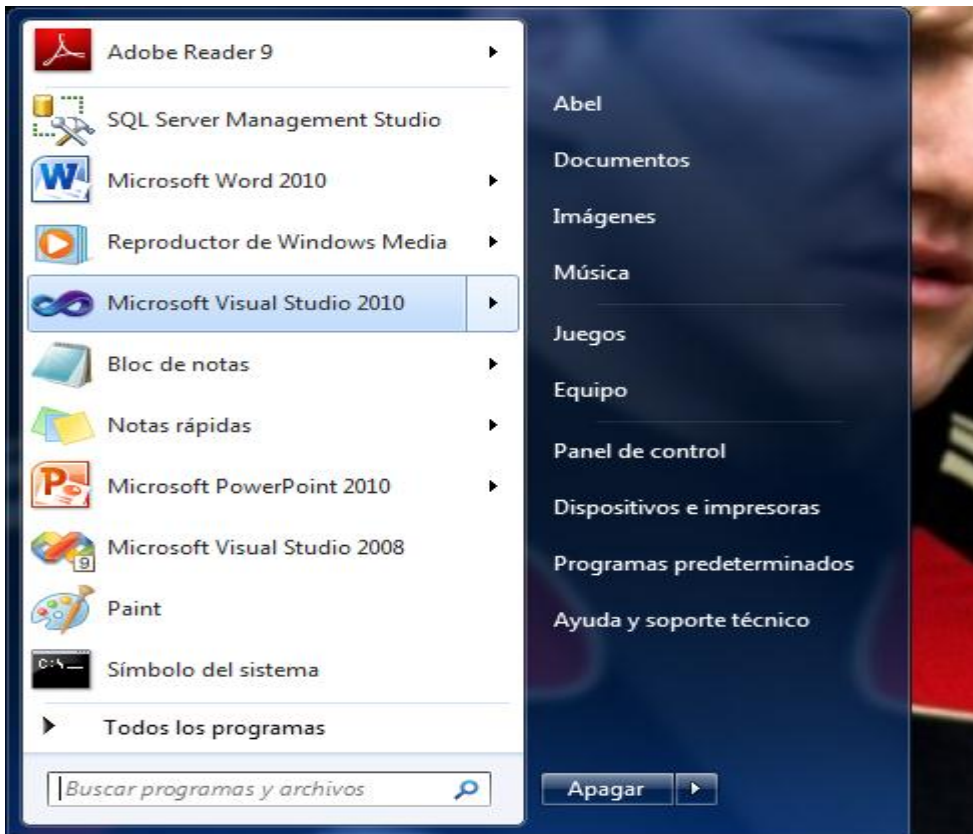 Adobe Reader 9
SQL Server Management Studio
Microsoft Word 2010
Reproductor de Windows Media
Microsoft Visual Studio 2010
Bloc de notas
Notas rápidas
Microsoft PowerPoint 2010
9
Microsoft Visual Studio 2008
Paint
C:\
Símbolo del sistema
Todos los programas
Buscar programas y archivos
Abel
Documentos
Imágenes
Música
Juegos
Equipo
Panel de control
Dispositivos e impresoras
Programas predeterminados
Ayuda y soporte técnico
Apagar